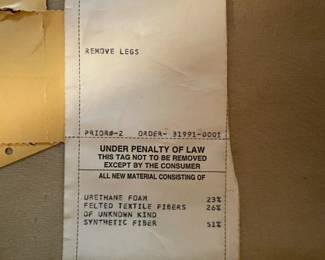 REMOVE LEGS
PRIOR#-2 ORDER- 31991-0001
UNDER PENALTY OF LAW
THIS TAG NOT TO BE REMOVED
EXCEPT BY THE CONSUMER
ALL NEW MATERIAL CONSISTING OF
URETHANE FOAM 23%
FELTED TEXTILE FIBERS 26%
OF UNKNOWN KIND
SYNTHETIC FIBER 51%